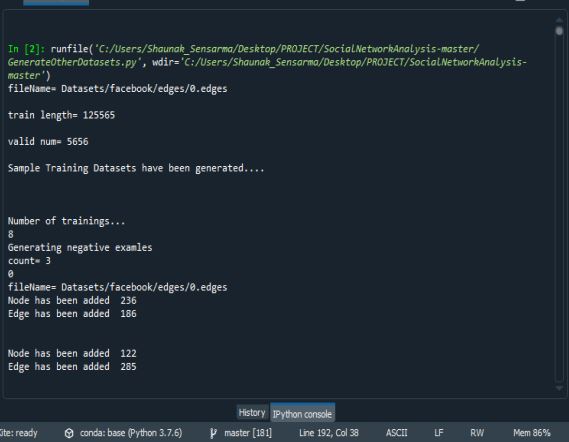 In [2]: runfile('C:/Users/Shaunak_Sensarma/Desktop/PROJECT/SocialNetworkAnalysis-master/
GenerateOtherDatasets.py', wdir='C:/Users/Shaunak_Sensarma/Desktop/PROJECT/SocialNetworkAnalysis-
master')
fileName= Datasets/facebook/edges/0.edges
train length= 125565
valid num= 5656
Sample Training Datasets have been generated....
Number of trainings...
8
Generating negative examles
count= 3
0
fileName= Datasets/facebook/edges/0.edges
Node has been added  236
Edge has been added  186
Node has been added  122
Edge has been added  285
History IPython console
Kite: ready conda: base (Python 3.7.6) master [181] Line 192, Col 38 ASCII LF RW Mem 86%